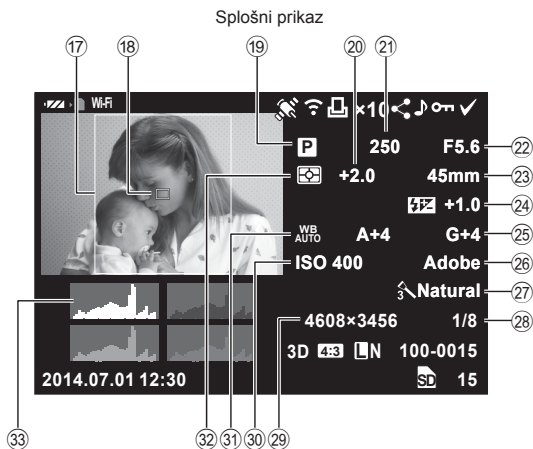 Splošni prikaz
⑰ ⑱ ⑲ ⑳ ㉑
Wi-Fi ×10
P 250 F5.6 ㉒
+2.0 45mm ㉓
+1.0 ㉔
WB AUTO A+4 G+4 ㉕
ISO 400 Adobe ㉖
3 Natural ㉗
4608×3456 1/8 ㉘
3D 4:3 LN 100-0015
2014.07.01 12:30 SD 15
㉝ ㉜ ㉛ ㉚ ㉙